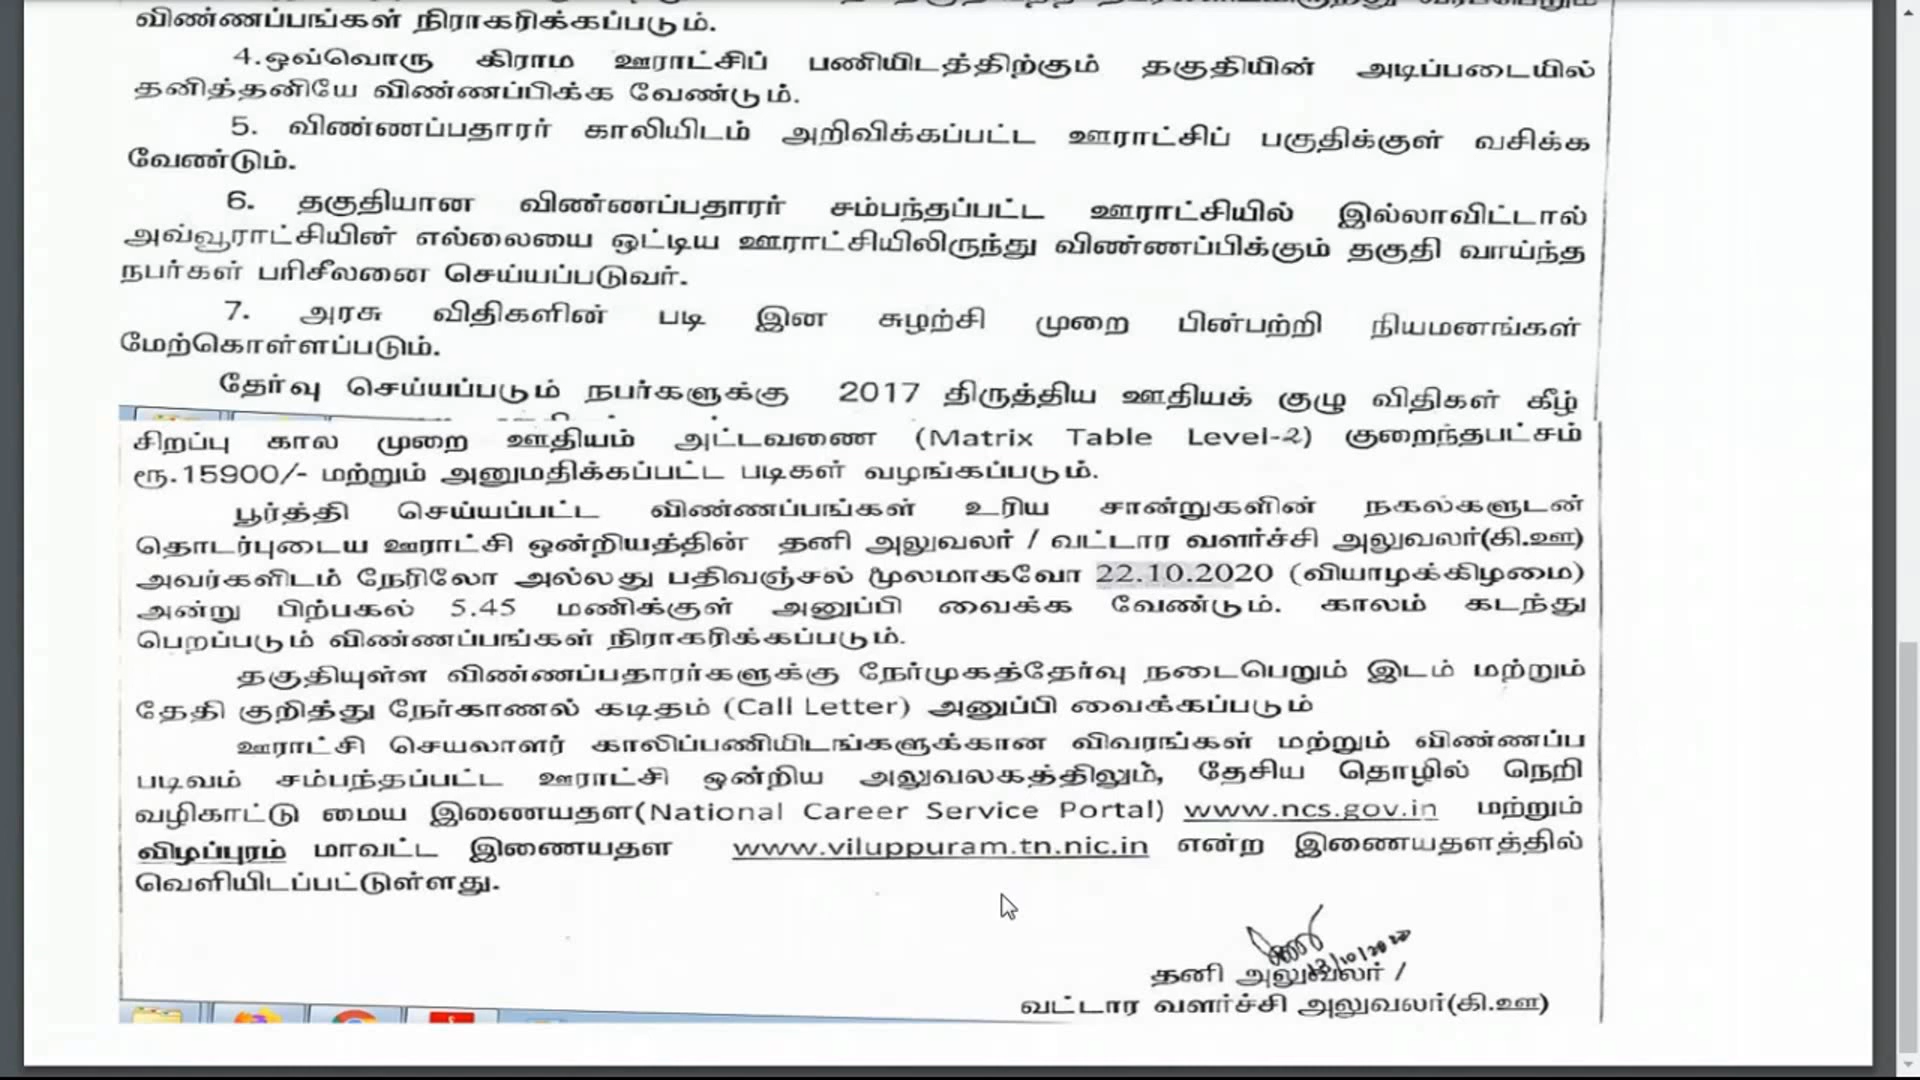 விண்ணப்பங்கள் நிராகரிக்கப்படும்.
4.ஒவ்வொரு கிராம ஊராட்சிப் பணியிடத்திற்கும் தகுதியின் அடிப்படையில்
தனித்தனியே விண்ணப்பிக்க வேண்டும்.
5. விண்ணப்பதாரர் காலியிடம் அறிவிக்கப்பட்ட ஊராட்சிப் பகுதிக்குள் வசிக்க
வேண்டும்.
6. தகுதியான விண்ணப்பதாரர் சம்பந்தப்பட்ட ஊராட்சியில் இல்லாவிட்டால்
அவ்வூராட்சியின் எல்லையை ஒட்டிய ஊராட்சியிலிருந்து விண்ணப்பிக்கும் தகுதி வாய்ந்த
நபர்கள் பரிசீலனை செய்யப்படுவர்.
7. அரசு விதிகளின் படி இன சுழற்சி முறை பின்பற்றி நியமனங்கள்
மேற்கொள்ளப்படும்.
தேர்வு செய்யப்படும் நபர்களுக்கு 2017 திருத்திய ஊதியக் குழு விதிகள் கீழ்
சிறப்பு கால முறை ஊதியம் அட்டவணை (Matrix Table Level-2) குறைந்தபட்சம்
ரூ.15900/- மற்றும் அனுமதிக்கப்பட்ட படிகள் வழங்கப்படும்.
பூர்த்தி செய்யப்பட்ட விண்ணப்பங்கள் உரிய சான்றுகளின் நகல்களுடன்
தொடர்புடைய ஊராட்சி ஒன்றியத்தின் தனி அலுவலர் / வட்டார வளர்ச்சி அலுவலர்(கி.ஊ)
அவர்களிடம் நேரிலோ அல்லது பதிவஞ்சல் மூலமாகவோ 22.10.2020 (வியாழக்கிழமை)
அன்று பிற்பகல் 5.45 மணிக்குள் அனுப்பி வைக்க வேண்டும். காலம் கடந்து
பெறப்படும் விண்ணப்பங்கள் நிராகரிக்கப்படும்.
தகுதியுள்ள விண்ணப்பதாரர்களுக்கு நேர்முகத்தேர்வு நடைபெறும் இடம் மற்றும்
தேதி குறித்து நேர்காணல் கடிதம் (Call Letter) அனுப்பி வைக்கப்படும்
ஊராட்சி செயலாளர் காலிப்பணியிடங்களுக்கான விவரங்கள் மற்றும் விண்ணப்ப
படிவம் சம்பந்தப்பட்ட ஊராட்சி ஒன்றிய அலுவலகத்திலும், தேசிய தொழில் நெறி
வழிகாட்டு மைய இணையதள(National Career Service Portal) www.ncs.gov.in மற்றும்
விழப்புரம் மாவட்ட இணையதள www.viluppuram.tn.nic.in என்ற இணையதளத்தில்
வெளியிடப்பட்டுள்ளது.
13/10/2020
தனி அலுவலர் /
வட்டார வளர்ச்சி அலுவலர்(கி.ஊ)